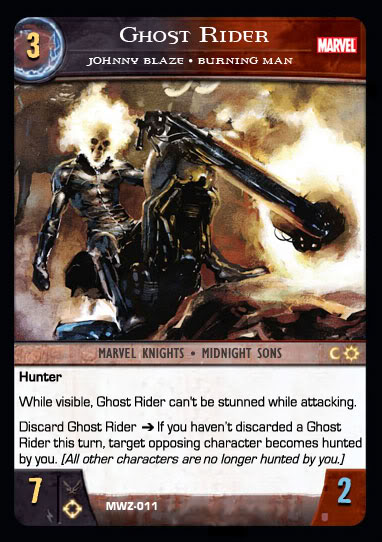 3
GHOST RIDER
MARVEL
JOHNNY BLAZE • BURNING MAN
MARVEL KNIGHTS • MIDNIGHT SONS
Hunter
While visible, Ghost Rider can't be stunned while attacking.
Discard Ghost Rider ➔ If you haven't discarded a Ghost
Rider this turn, target opposing character becomes hunted
by you. [All other characters are no longer hunted by you.]
7
MWZ-011
2